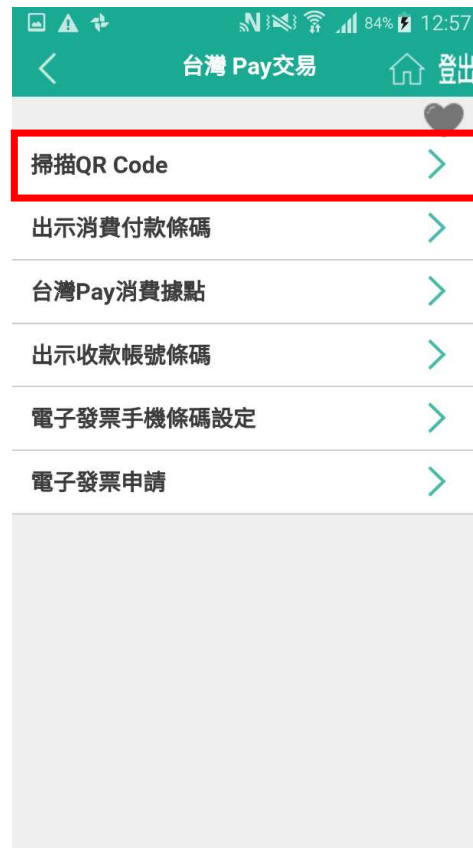 84% 12:57
台灣 Pay交易 登出
掃描QR Code
出示消費付款條碼
台灣Pay消費據點
出示收款帳號條碼
電子發票手機條碼設定
電子發票申請